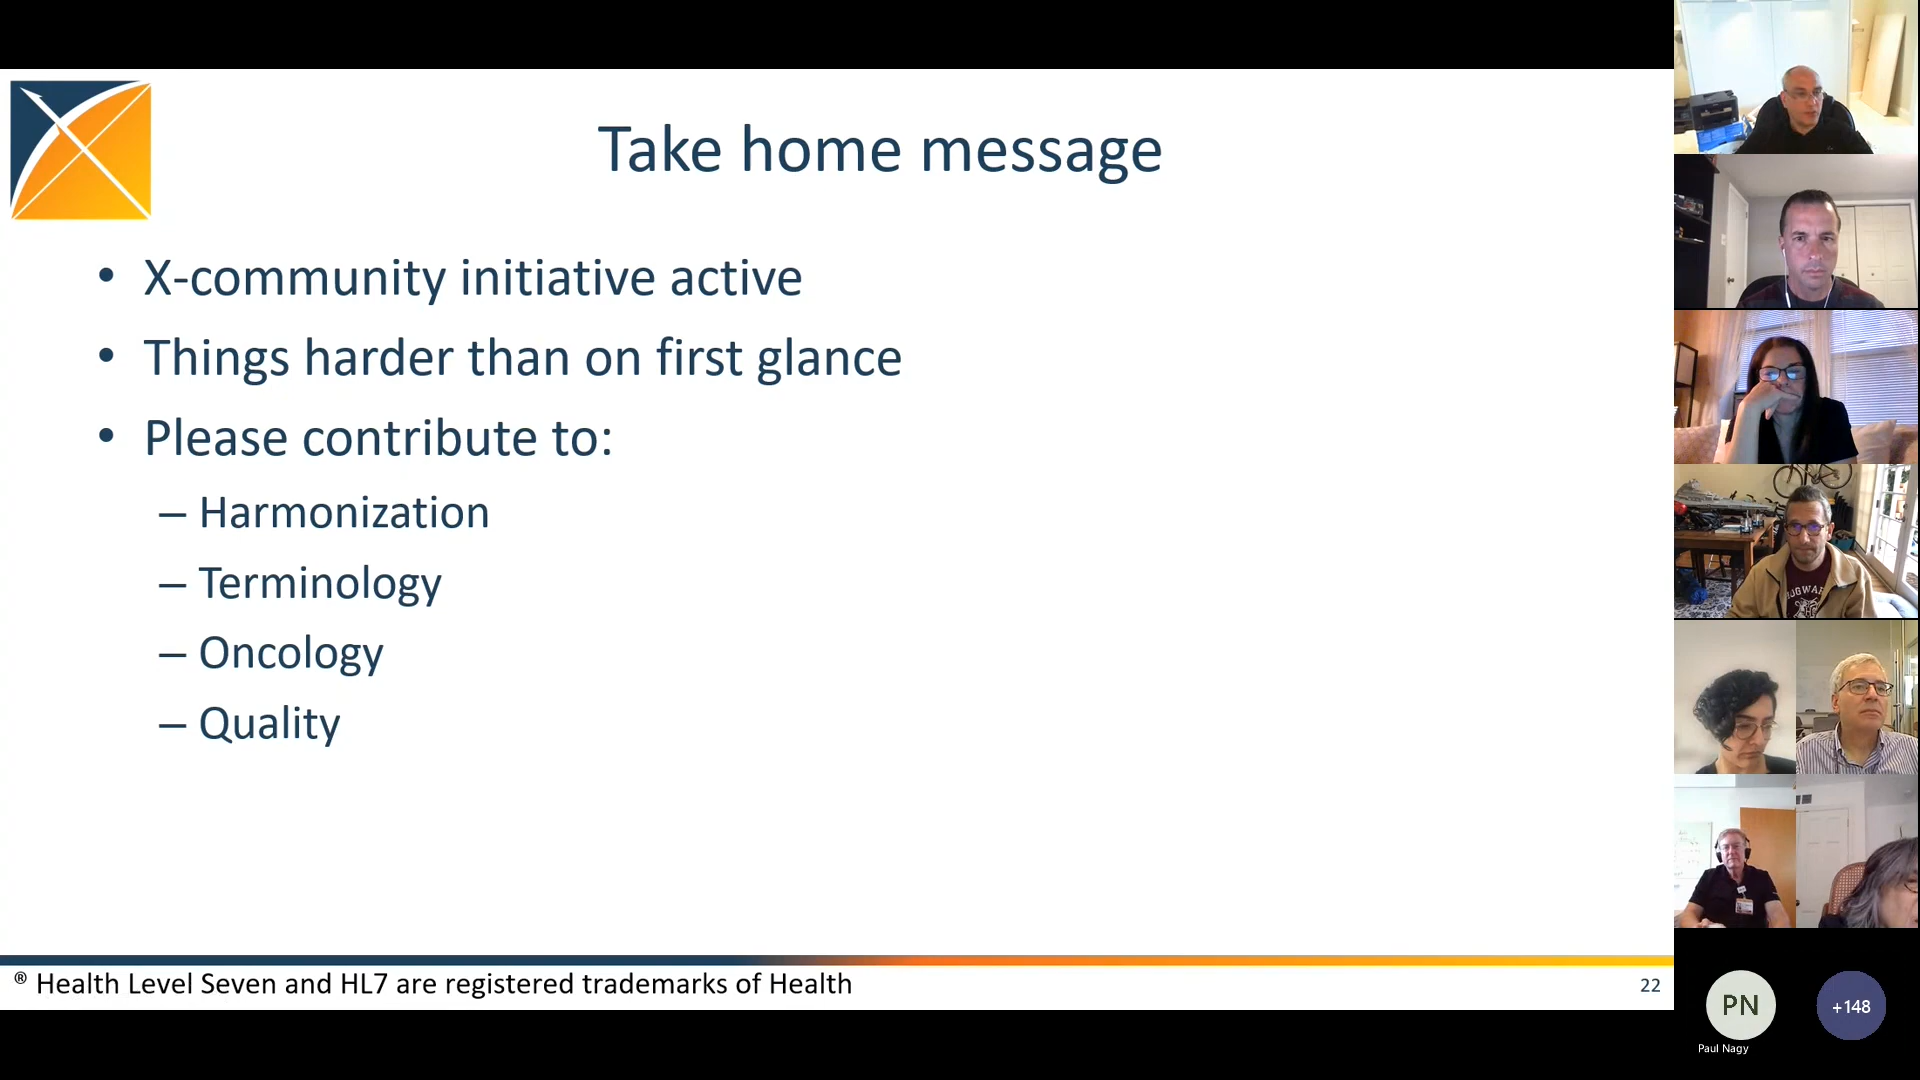 Take home message
• X-community initiative active
• Things harder than on first glance
• Please contribute to:
– Harmonization
– Terminology
– Oncology
– Quality
® Health Level Seven and HL7 are registered trademarks of Health
22
HOGWAR
PN
+148
Paul Nagy